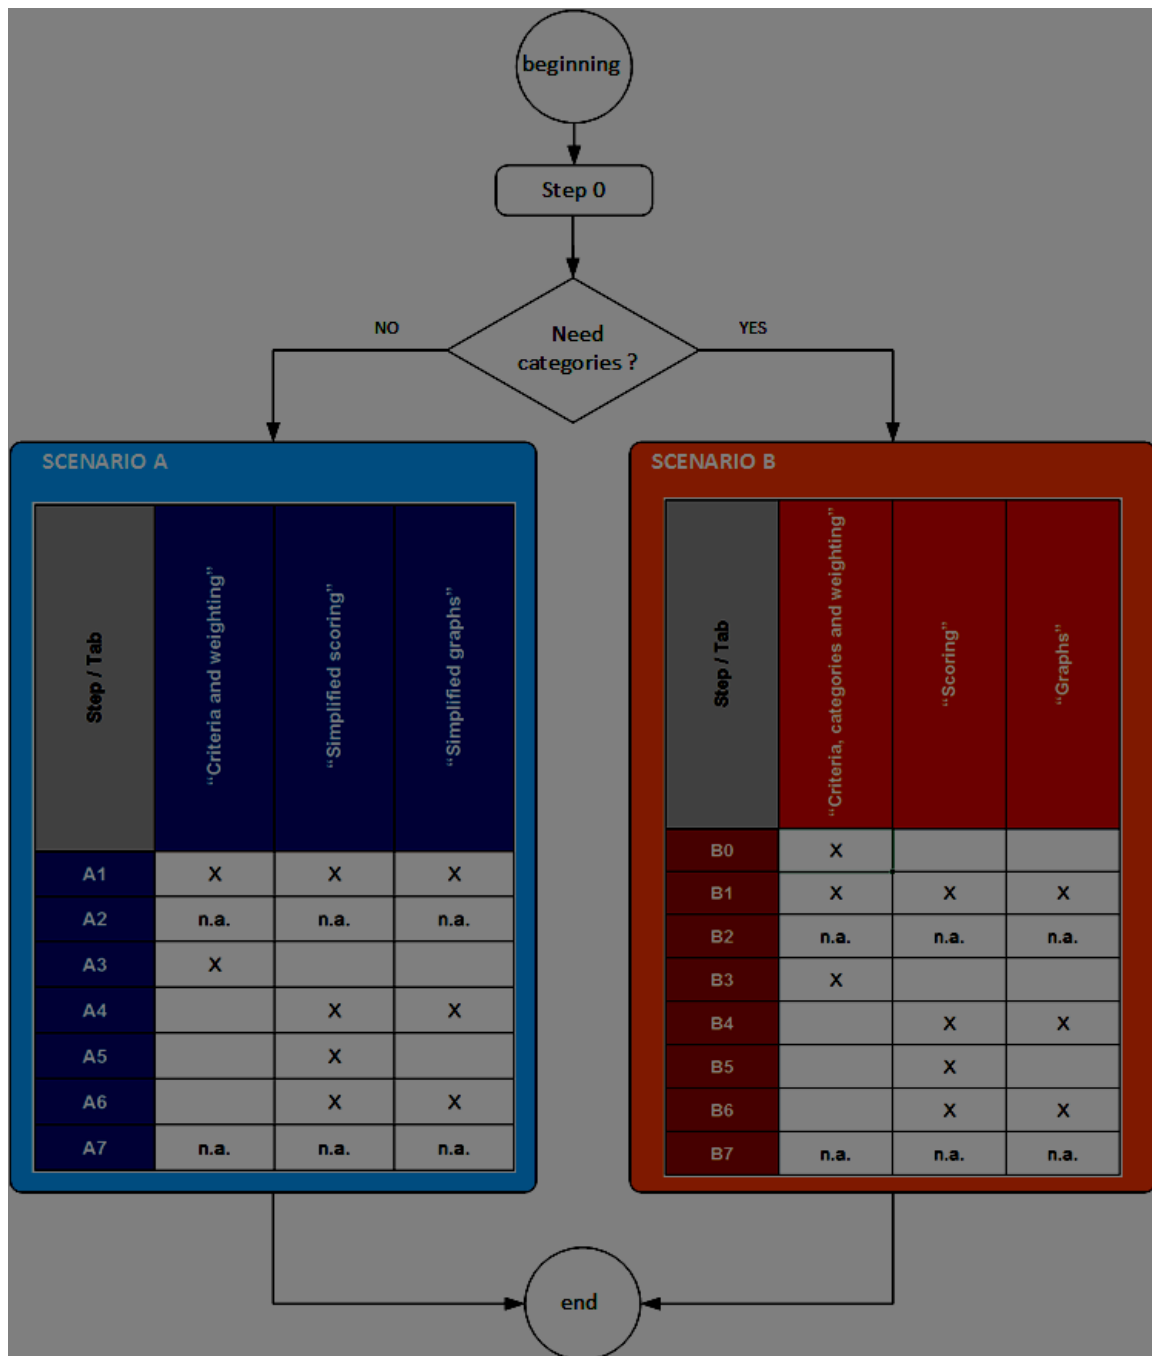 beginning
Step 0
Need
categories ?
NO
YES
SCENARIO A
Step / Tab
“Criteria and weighting”
“Simplified scoring”
“Simplified graphs”
A1 X X X
A2 n.a. n.a. n.a.
A3 X
A4 X X
A5 X
A6 X X
A7 n.a. n.a. n.a.
SCENARIO B
Step / Tab
“Criteria, categories and weighting”
“Scoring”
“Graphs”
B0 X
B1 X X X
B2 n.a. n.a. n.a.
B3 X
B4 X X
B5 X
B6 X X
B7 n.a. n.a. n.a.
end